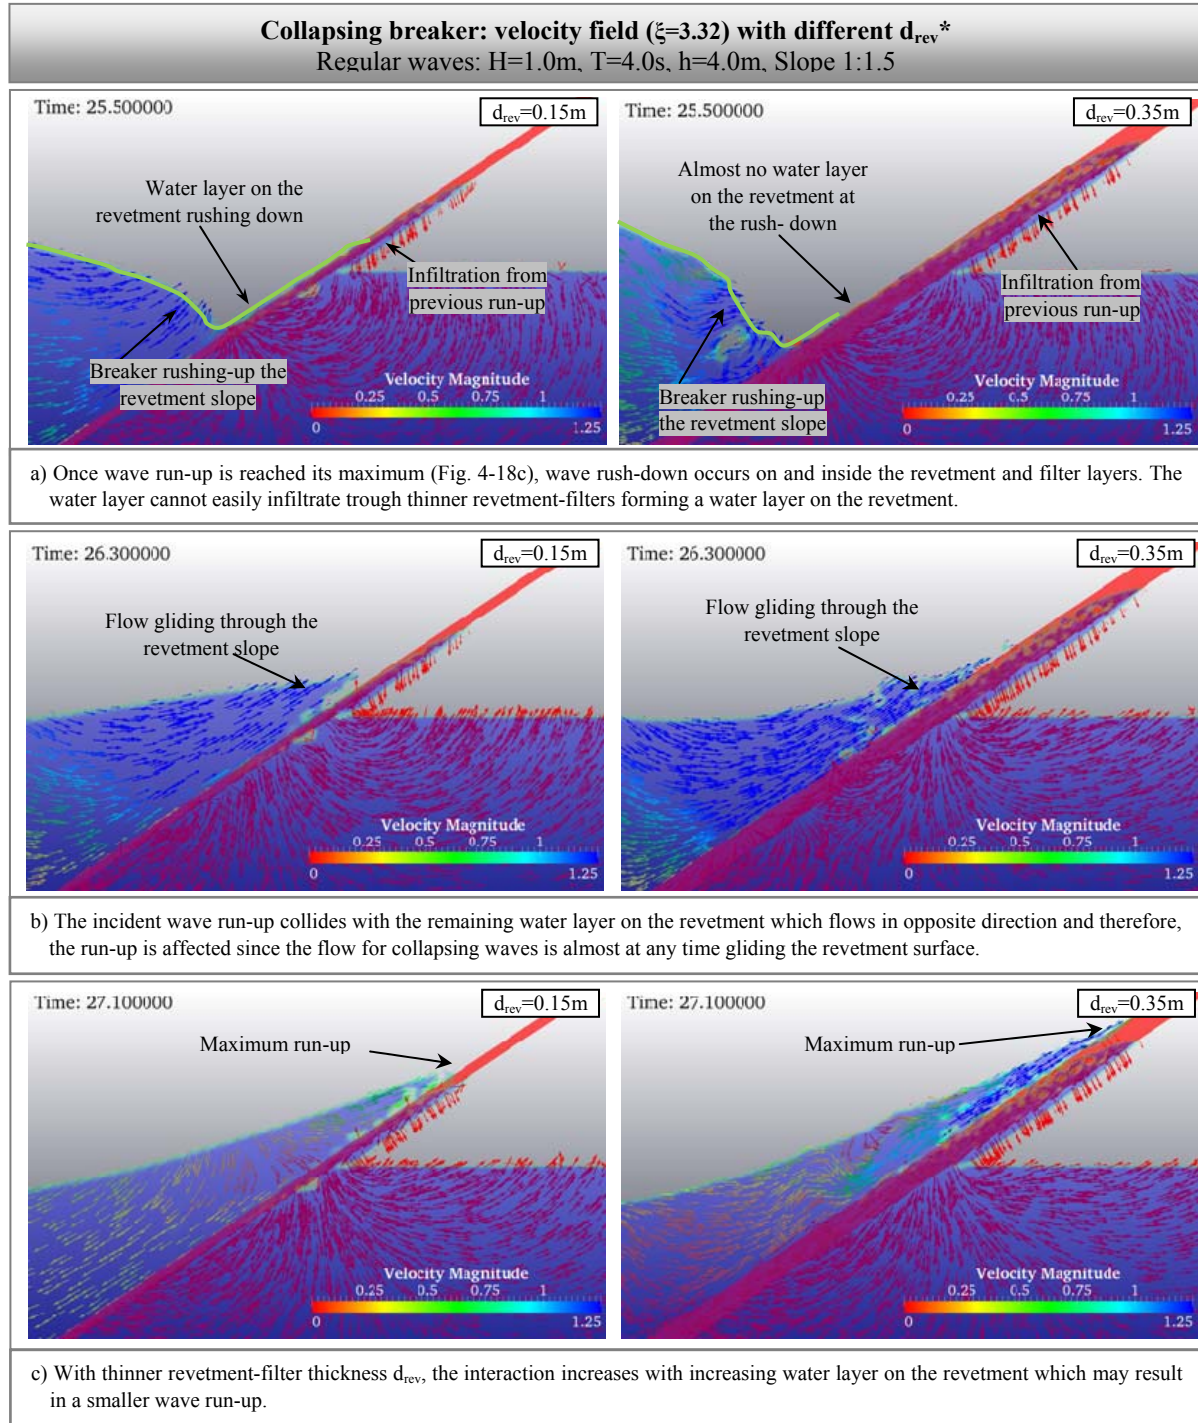 Collapsing breaker: velocity field (ξ=3.32) with different drev*
Regular waves: H=1.0m, T=4.0s, h=4.0m, Slope 1:1.5
Time: 25.500000
drev=0.15m
Water layer on the
revetment rushing down
Infiltration from
previous run-up
Breaker rushing-up the
revetment slope
Velocity Magnitude
0.25 0.5 0.75 1
0 1.25
Time: 25.500000
drev=0.35m
Almost no water layer
on the revetment at
the rush- down
Infiltration from
previous run-up
Breaker rushing-up
the revetment slope
Velocity Magnitude
0.25 0.5 0.75 1
0 1.25
a) Once wave run-up is reached its maximum (Fig. 4-18c), wave rush-down occurs on and inside the revetment and filter layers. The
water layer cannot easily infiltrate trough thinner revetment-filters forming a water layer on the revetment.
Time: 26.300000
drev=0.15m
Flow gliding through the
revetment slope
Velocity Magnitude
0.25 0.5 0.75 1
0 1.25
Time: 26.300000
drev=0.35m
Flow gliding through the
revetment slope
Velocity Magnitude
0.25 0.5 0.75 1
0 1.25
b) The incident wave run-up collides with the remaining water layer on the revetment which flows in opposite direction and therefore,
the run-up is affected since the flow for collapsing waves is almost at any time gliding the revetment surface.
Time: 27.100000
drev=0.15m
Maximum run-up
Velocity Magnitude
0.25 0.5 0.75 1
0 1.25
Time: 27.100000
drev=0.35m
Maximum run-up
Velocity Magnitude
0.25 0.5 0.75 1
0 1.25
c) With thinner revetment-filter thickness drev, the interaction increases with increasing water layer on the revetment which may result
in a smaller wave run-up.